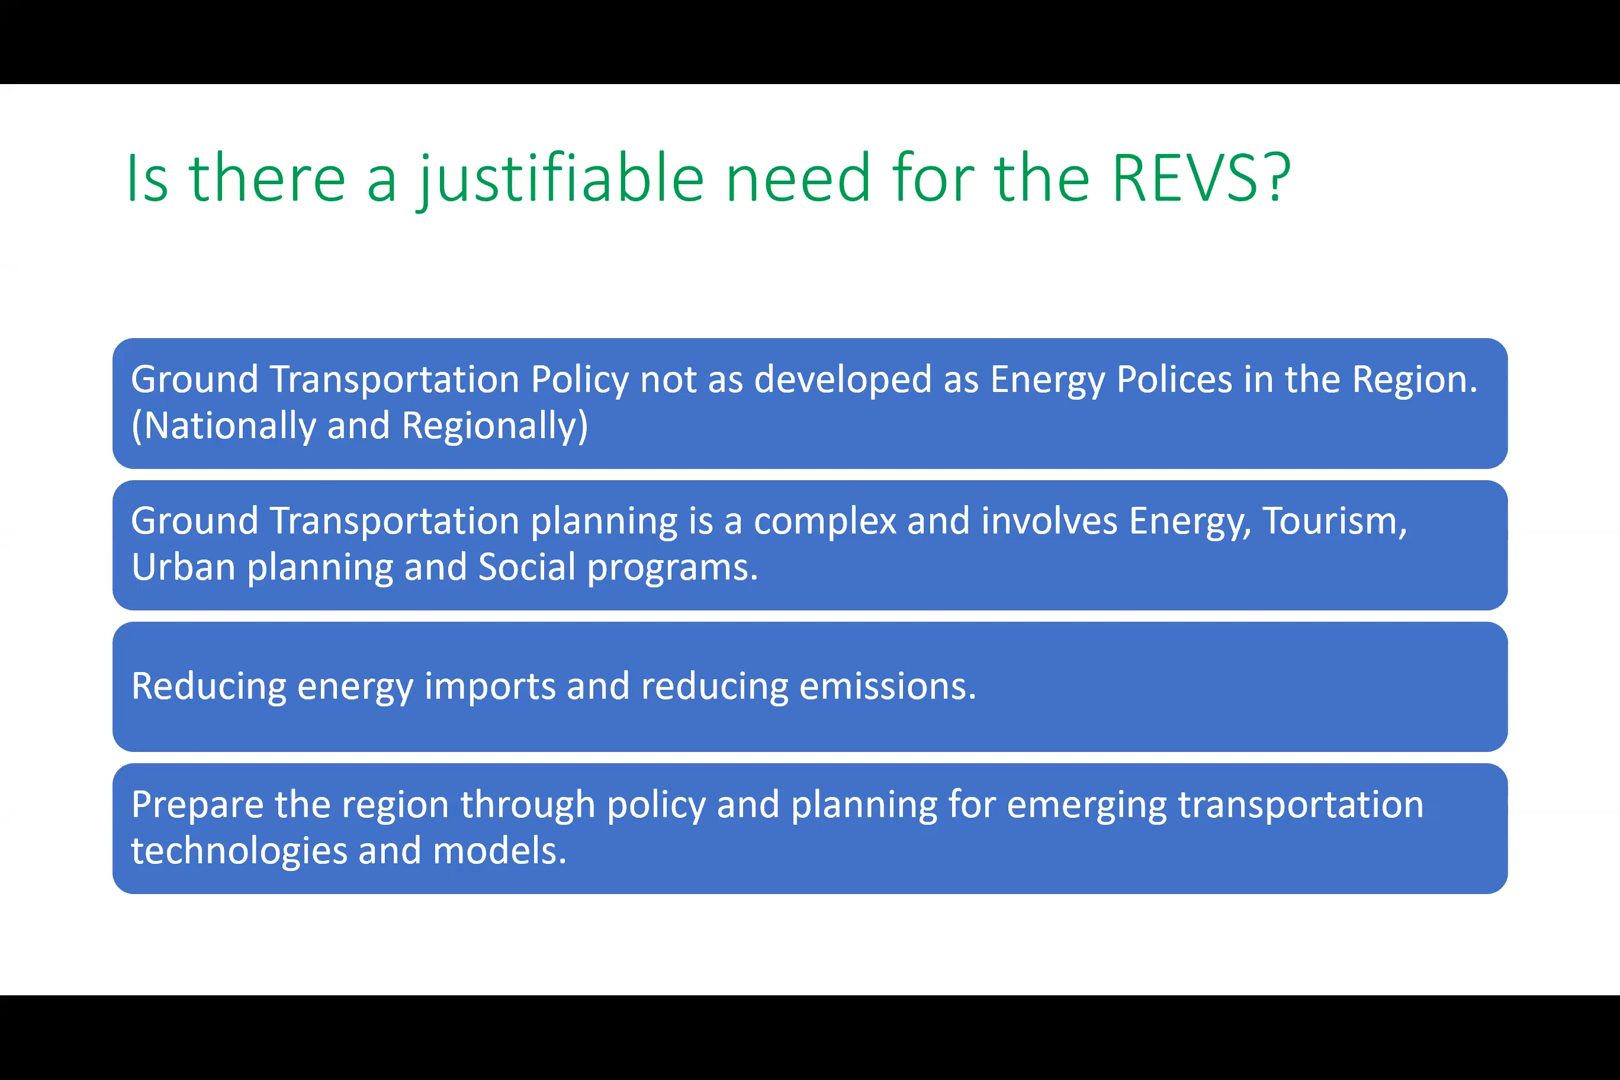 Is there a justifiable need for the REVS?
Ground Transportation Policy not as developed as Energy Polices in the Region.
(Nationally and Regionally)
Ground Transportation planning is a complex and involves Energy, Tourism,
Urban planning and Social programs.
Reducing energy imports and reducing emissions.
Prepare the region through policy and planning for emerging transportation
technologies and models.